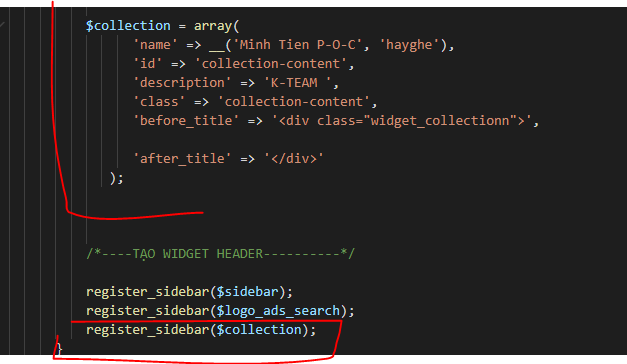 $collection = array(
'name' => __('Minh Tien P-O-C', 'hayghe'),
'id' => 'collection-content',
'description' => 'K-TEAM ',
'class' => 'collection-content',
'before_title' => '<div class="widget_collectionn">',
'after_title' => '</div>'
);
/*----TẠO WIDGET HEADER----------*/
register_sidebar($sidebar);
register_sidebar($logo_ads_search);
register_sidebar($collection);
}